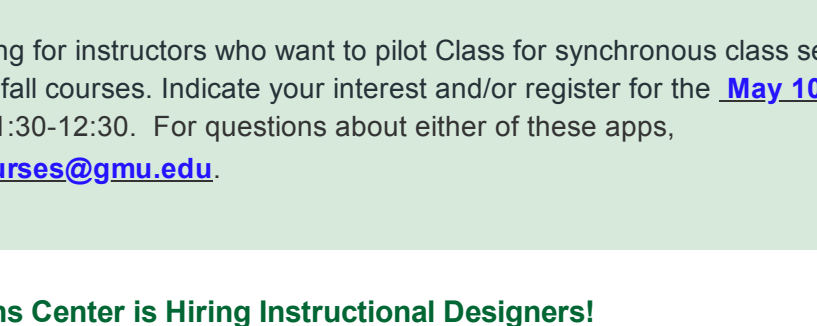 ng for instructors who want to pilot Class for synchronous class se
fall courses. Indicate your interest and/or register for the May 10
1:30-12:30. For questions about either of these apps,
urses@gmu.edu.
ns Center is Hiring Instructional Designers!